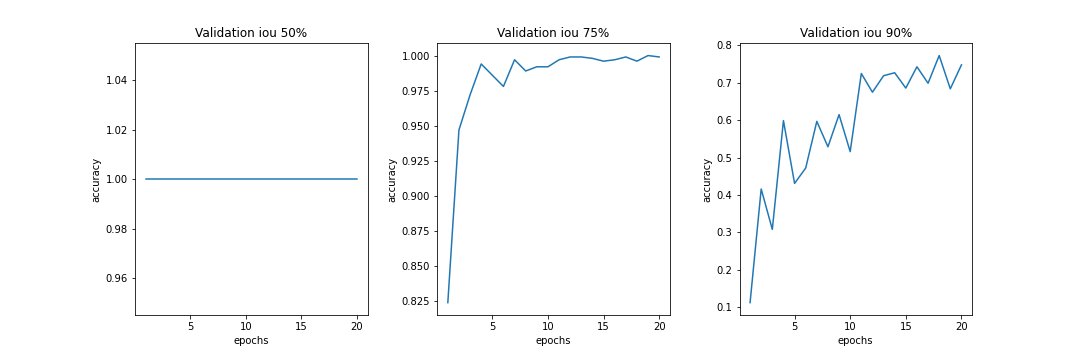 Validation iou 50%
accuracy
1.04
1.02
1.00
0.98
0.96
5 10 15 20
epochs
Validation iou 75%
accuracy
1.000
0.975
0.950
0.925
0.900
0.875
0.850
0.825
5 10 15 20
epochs
Validation iou 90%
accuracy
0.8
0.7
0.6
0.5
0.4
0.3
0.2
0.1
5 10 15 20
epochs